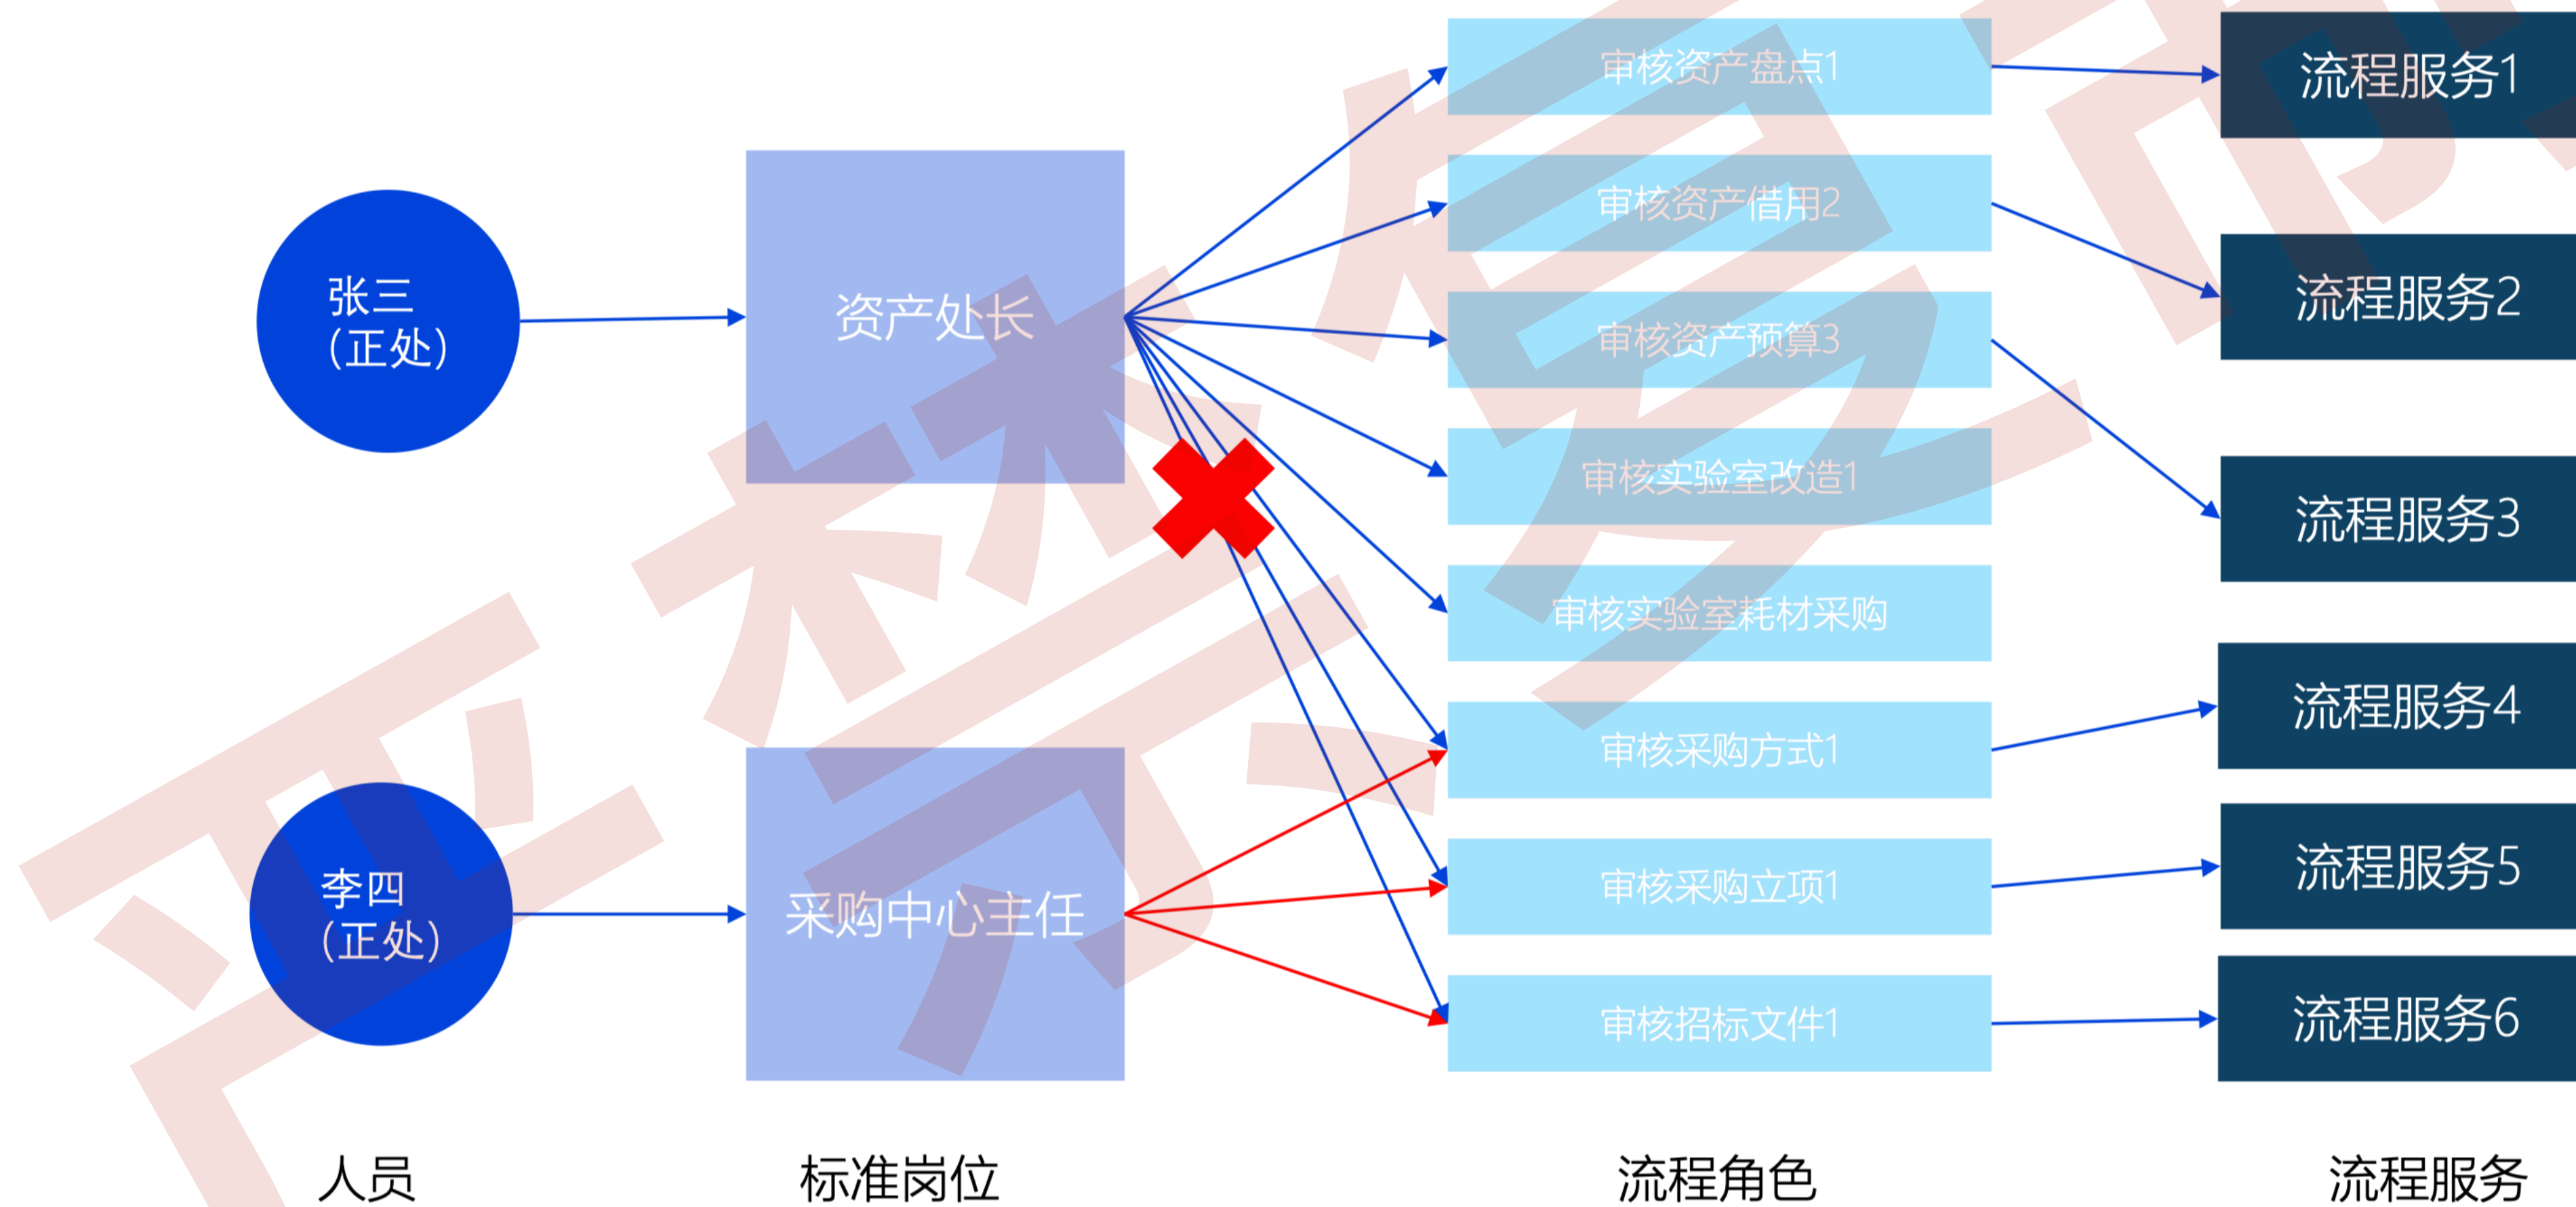 张三
(正处)
李四
(正处)
资产处长
采购中心主任
审核资产盘点1
审核资产借用2
审核资产预算3
审核实验室改造1
审核实验室耗材采购
审核采购方式1
审核采购立项1
审核招标文件1
流程服务1
流程服务2
流程服务3
流程服务4
流程服务5
流程服务6
人员
标准岗位
流程角色
流程服务
严禁复